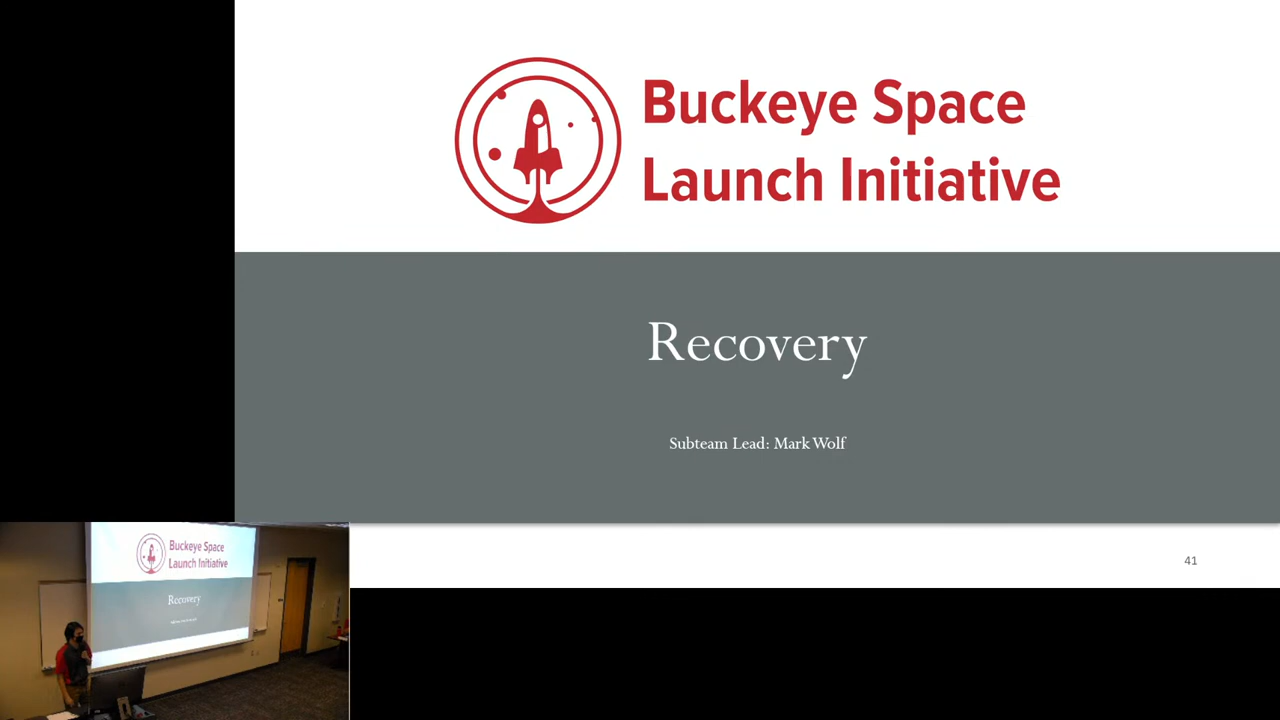 Buckeye Space
Launch Initiative
Recovery
Subteam Lead: Mark Wolf
41
Buckeye Space
Launch Initiative
Recovery